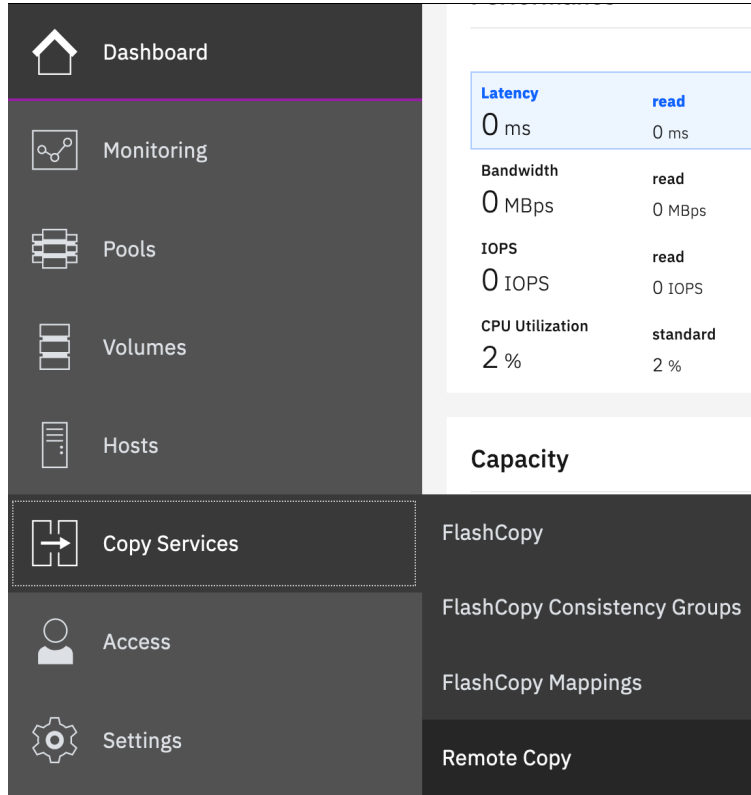 Dashboard
Monitoring
Pools
Volumes
Hosts
Copy Services
Access
Settings
Latency
0 ms
read
0 ms
Bandwidth
0 MBps
read
0 MBps
IOPS
0 IOPS
read
0 IOPS
CPU Utilization
2 %
standard
2 %
Capacity
FlashCopy
FlashCopy Consistency Groups
FlashCopy Mappings
Remote Copy